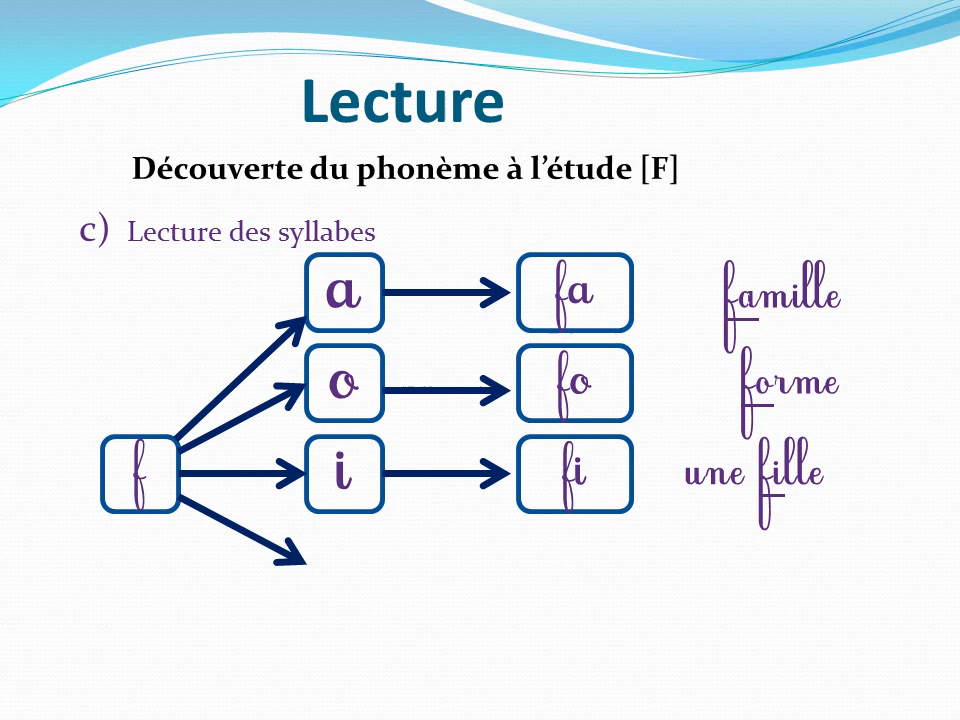 Lecture
Découverte du phonème à l’étude [F]
c) Lecture des syllabes
a fa famille
o fo forme
f i fi une fille